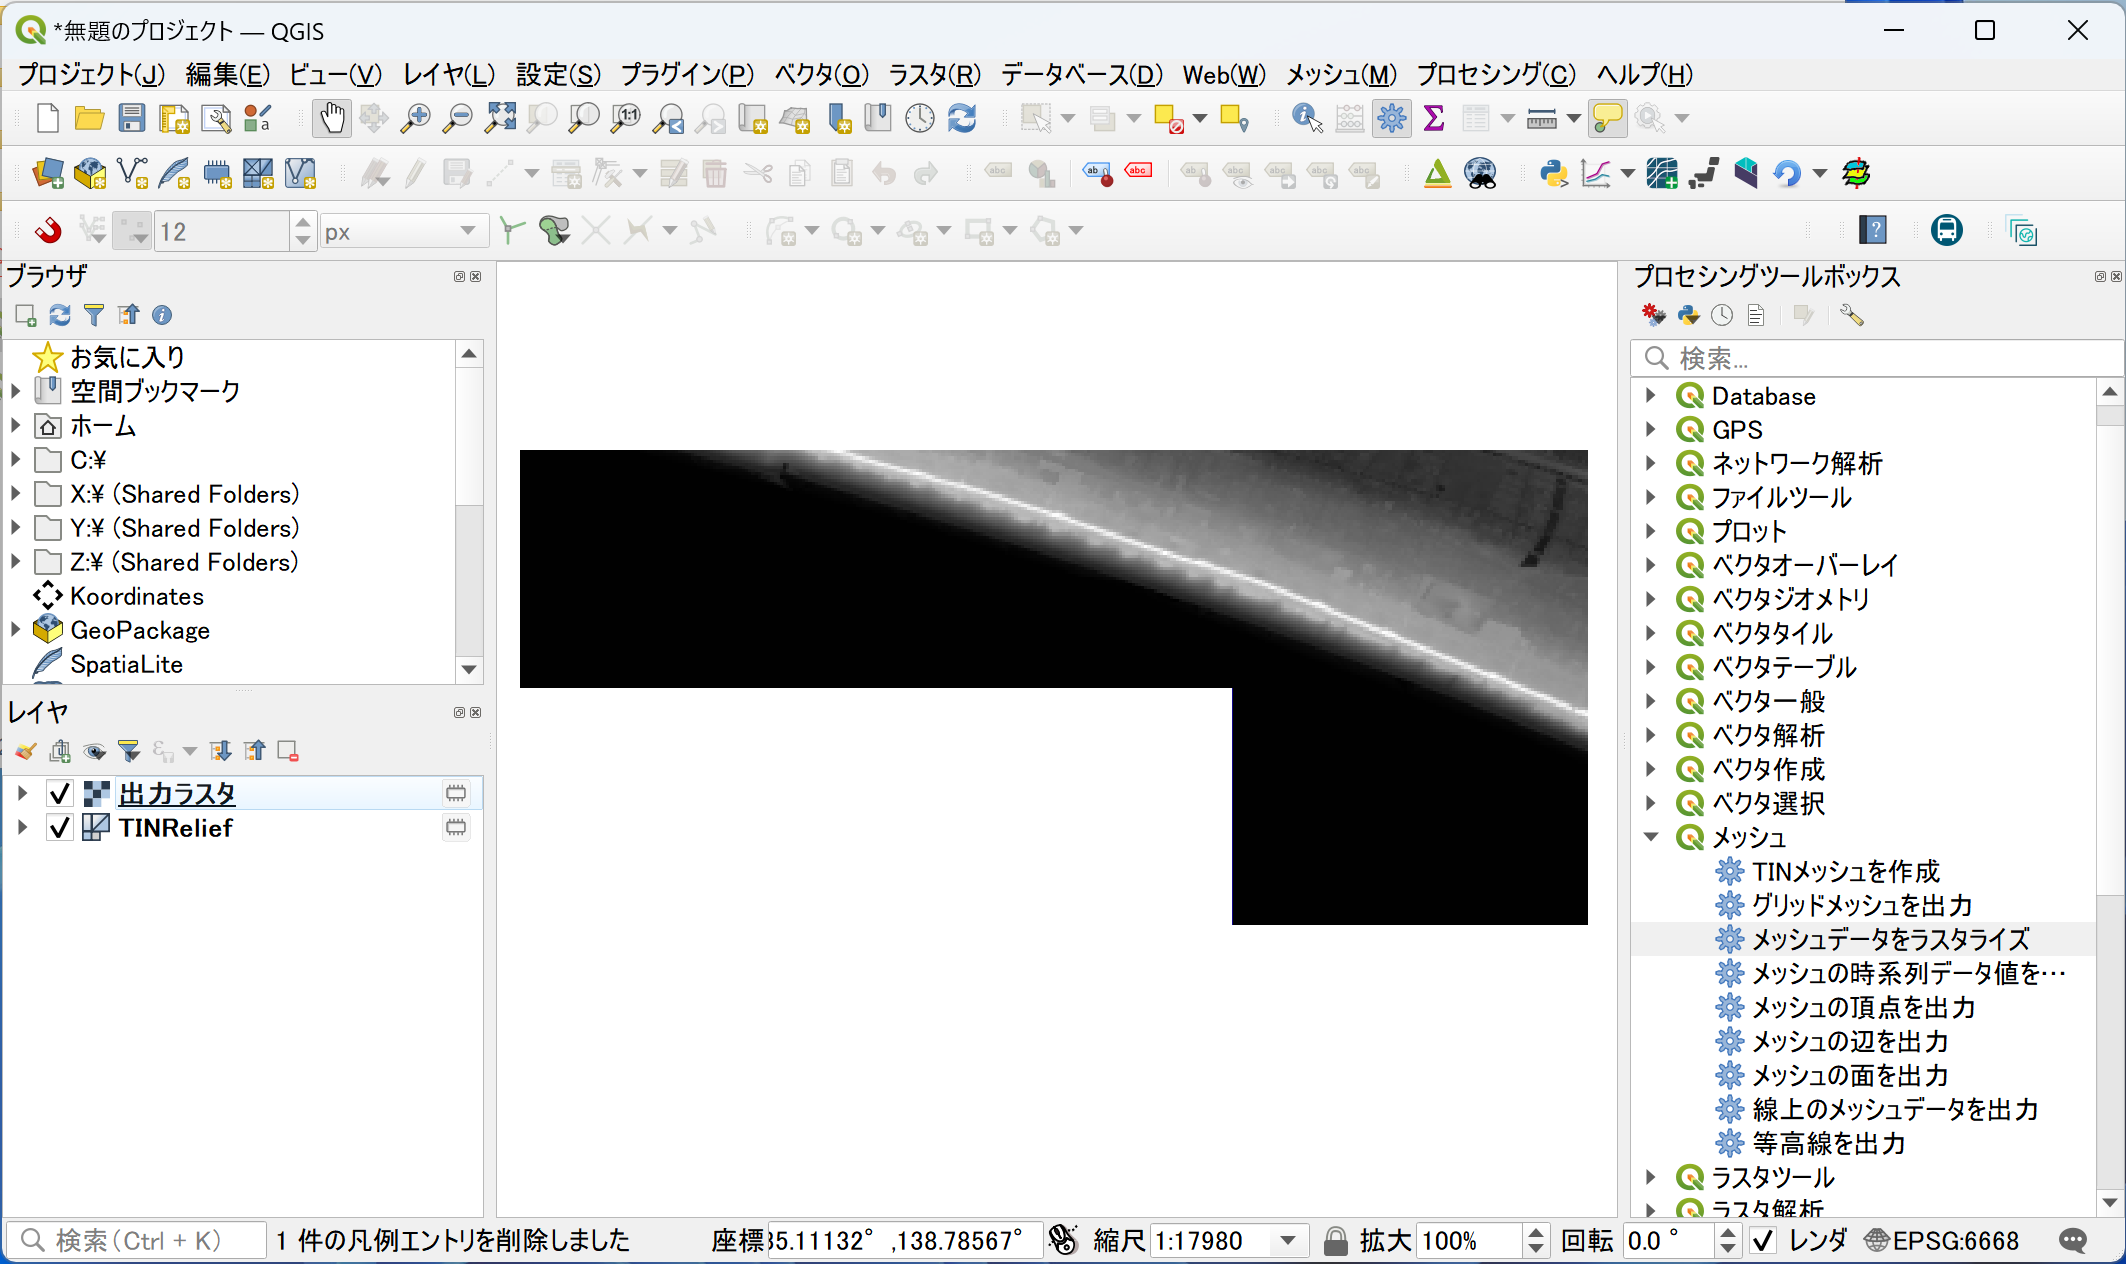 *無題のプロジェクト — QGIS
プロジェクト(J) 編集(E) ビュー(V) レイヤ(L) 設定(S) プラグイン(P) ベクタ(O) ラスタ(R) データベース(D) Web(W) メッシュ(M) プロセシング(C) ヘルプ(H)
12 px
ブラウザ
お気に入り
空間ブックマーク
ホーム
C:¥
X:¥ (Shared Folders)
Y:¥ (Shared Folders)
Z:¥ (Shared Folders)
Koordinates
GeoPackage
SpatiaLite
レイヤ
出力ラスタ
TINRelief
プロセシングツールボックス
検索...
Database
GPS
ネットワーク解析
ファイルツール
プロット
ベクタオーバーレイ
ベクタジオメトリ
ベクタタイル
ベクタテーブル
ベクタ一般
ベクタ解析
ベクタ作成
ベクタ選択
メッシュ
TINメッシュを作成
グリッドメッシュを出力
メッシュデータをラスタライズ
メッシュの時系列データ値を…
メッシュの頂点を出力
メッシュの辺を出力
メッシュの面を出力
線上のメッシュデータを出力
等高線を出力
ラスタツール
ラスタ解析
検索(Ctrl + K) 1 件の凡例エントリを削除しました 座標 35.11132° ,138.78567° 縮尺 1:17980 拡大 100% 回転 0.0 ° レンダ EPSG:6668